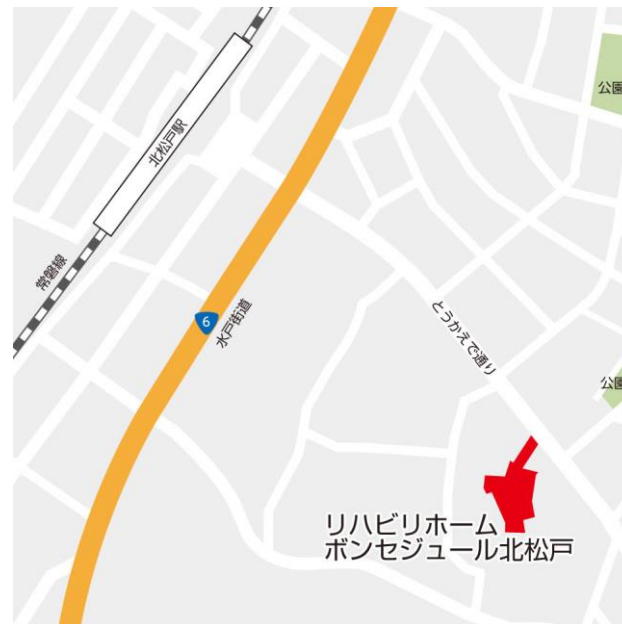 公園
北松戸駅
常磐線
6
水戸街道
とうかえで通り
公園
リハビリホーム
ボンセジュール北松戸